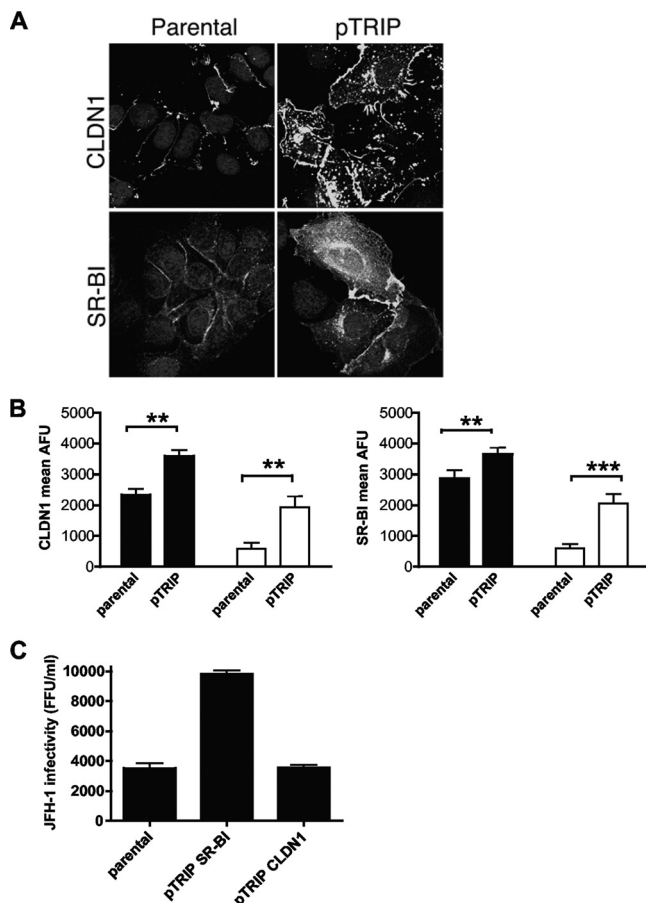 A
Parental pTRIP
CLDN1
SR-BI
B
CLDN1 mean AFU
5000
4000
3000
2000
1000
0
** **
parental pTRIP parental pTRIP
SR-BI mean AFU
5000
4000
3000
2000
1000
0
** ***
parental pTRIP parental pTRIP
C
JFH-1 infectivity (FFU/ml)
10000
8000
6000
4000
2000
0
parental pTRIP SR-BI pTRIP CLDN1